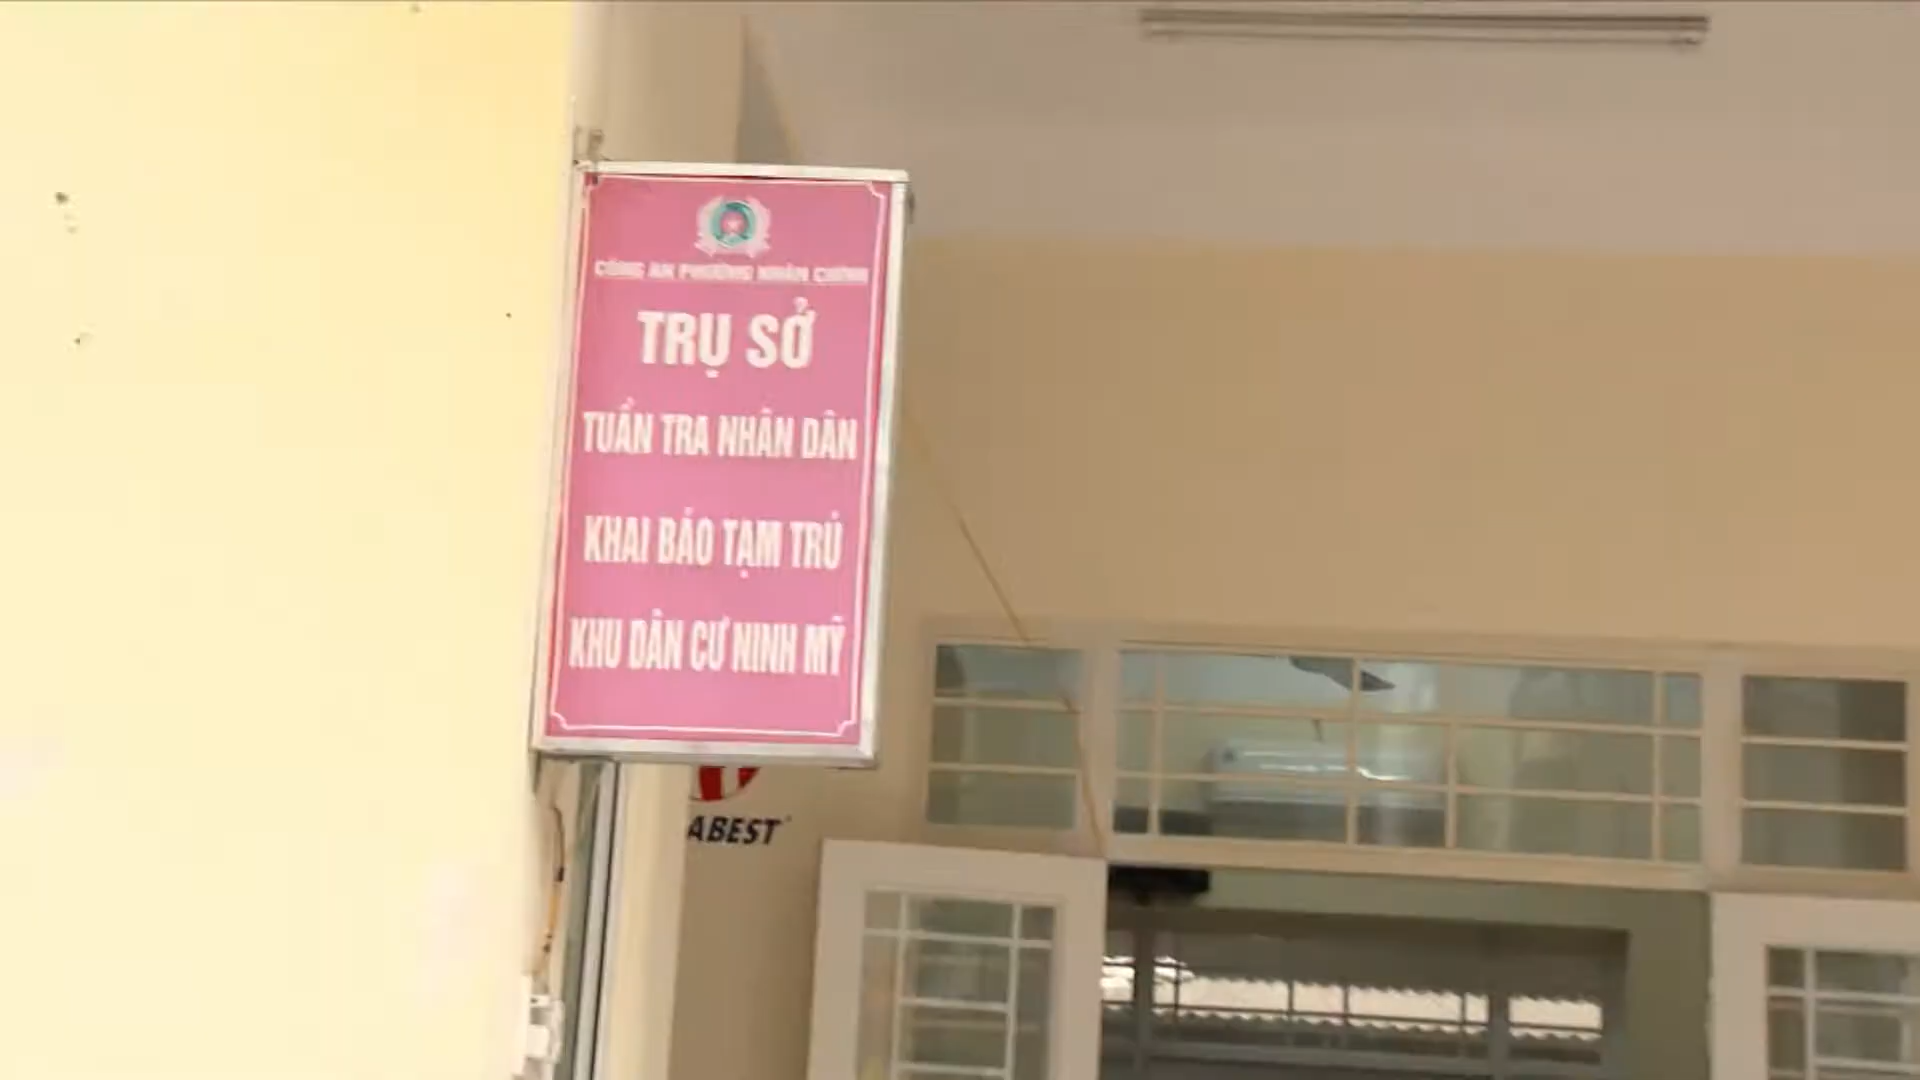 CÔNG AN PHƯỜNG NHÂN CHÍNH
TRỤ SỞ
TUẦN TRA NHÂN DÂN
KHAI BÁO TẠM TRÚ
KHU DÂN CƯ NINH MỸ
ABEST